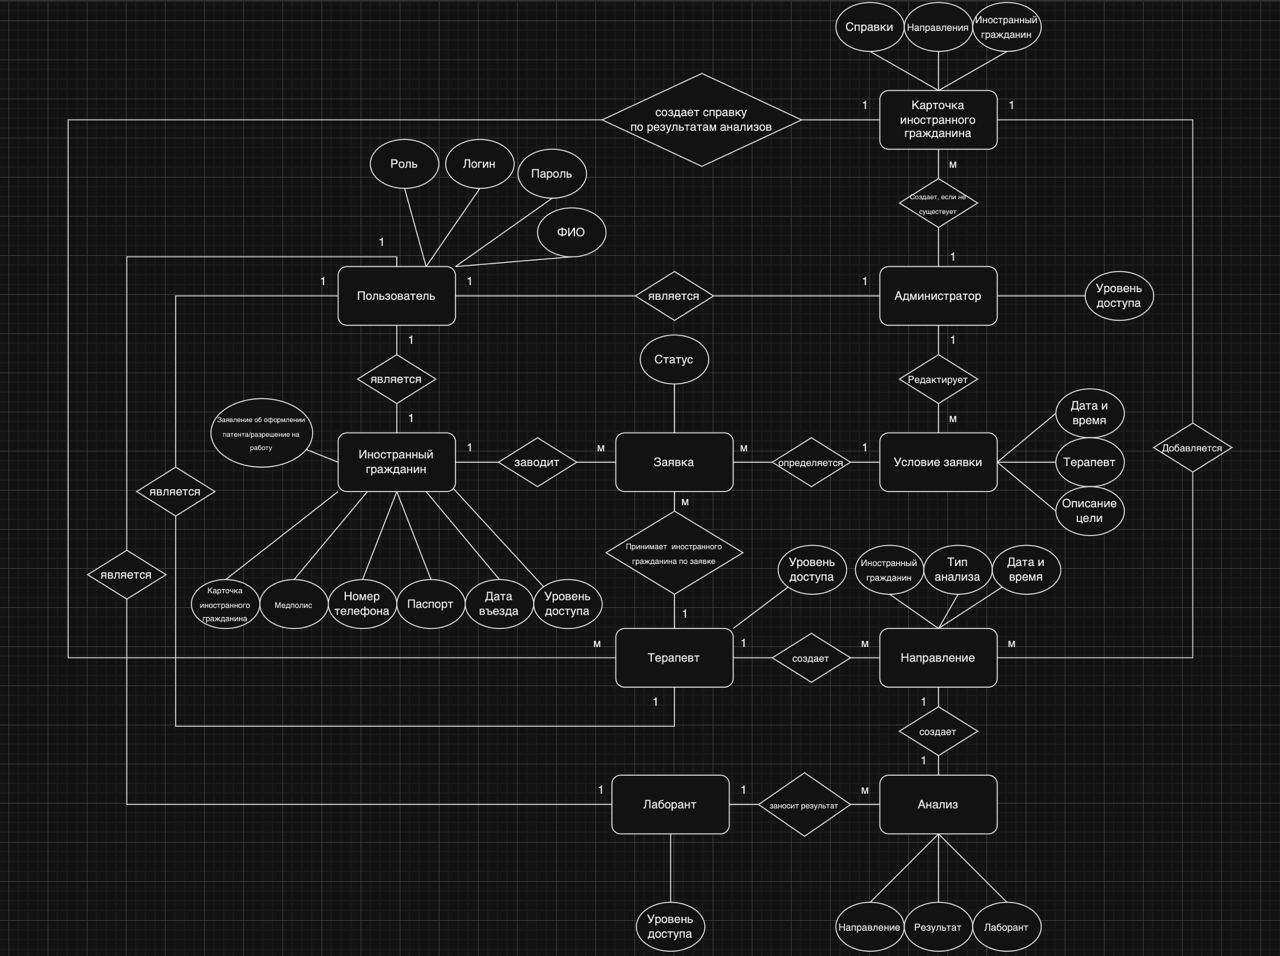 Справки
Направления
Иностранный
гражданин
Карточка
иностранного
гражданина
1
1
создает справку
по результатам анализов
м
Создает, если не
существует
1
Роль
Логин
Пароль
ФИО
1
1
Пользователь
1
является
1
Администратор
Уровень
доступа
1
1
является
Статус
Редактирует
1
м
Заявление об оформлении
патента/разрешение на
работу
Иностранный
гражданин
1
заводит
м
Заявка
м
определяется
1
Условие заявки
Дата и
время
Терапевт
Описание
цели
Добавляется
является
является
м
Принимает иностранного
гражданина по заявке
1
Карточка
иностранного
гражданина
Медполис
Номер
телефона
Паспорт
Дата
въезда
Уровень
доступа
Уровень
доступа
Иностранный
гражданин
Тип
анализа
Дата и
время
м
Терапевт
1
создает
м
Направление
м
1
1
создает
1
1
Лаборант
1
заносит результат
м
Анализ
Уровень
доступа
Направление
Результат
Лаборант